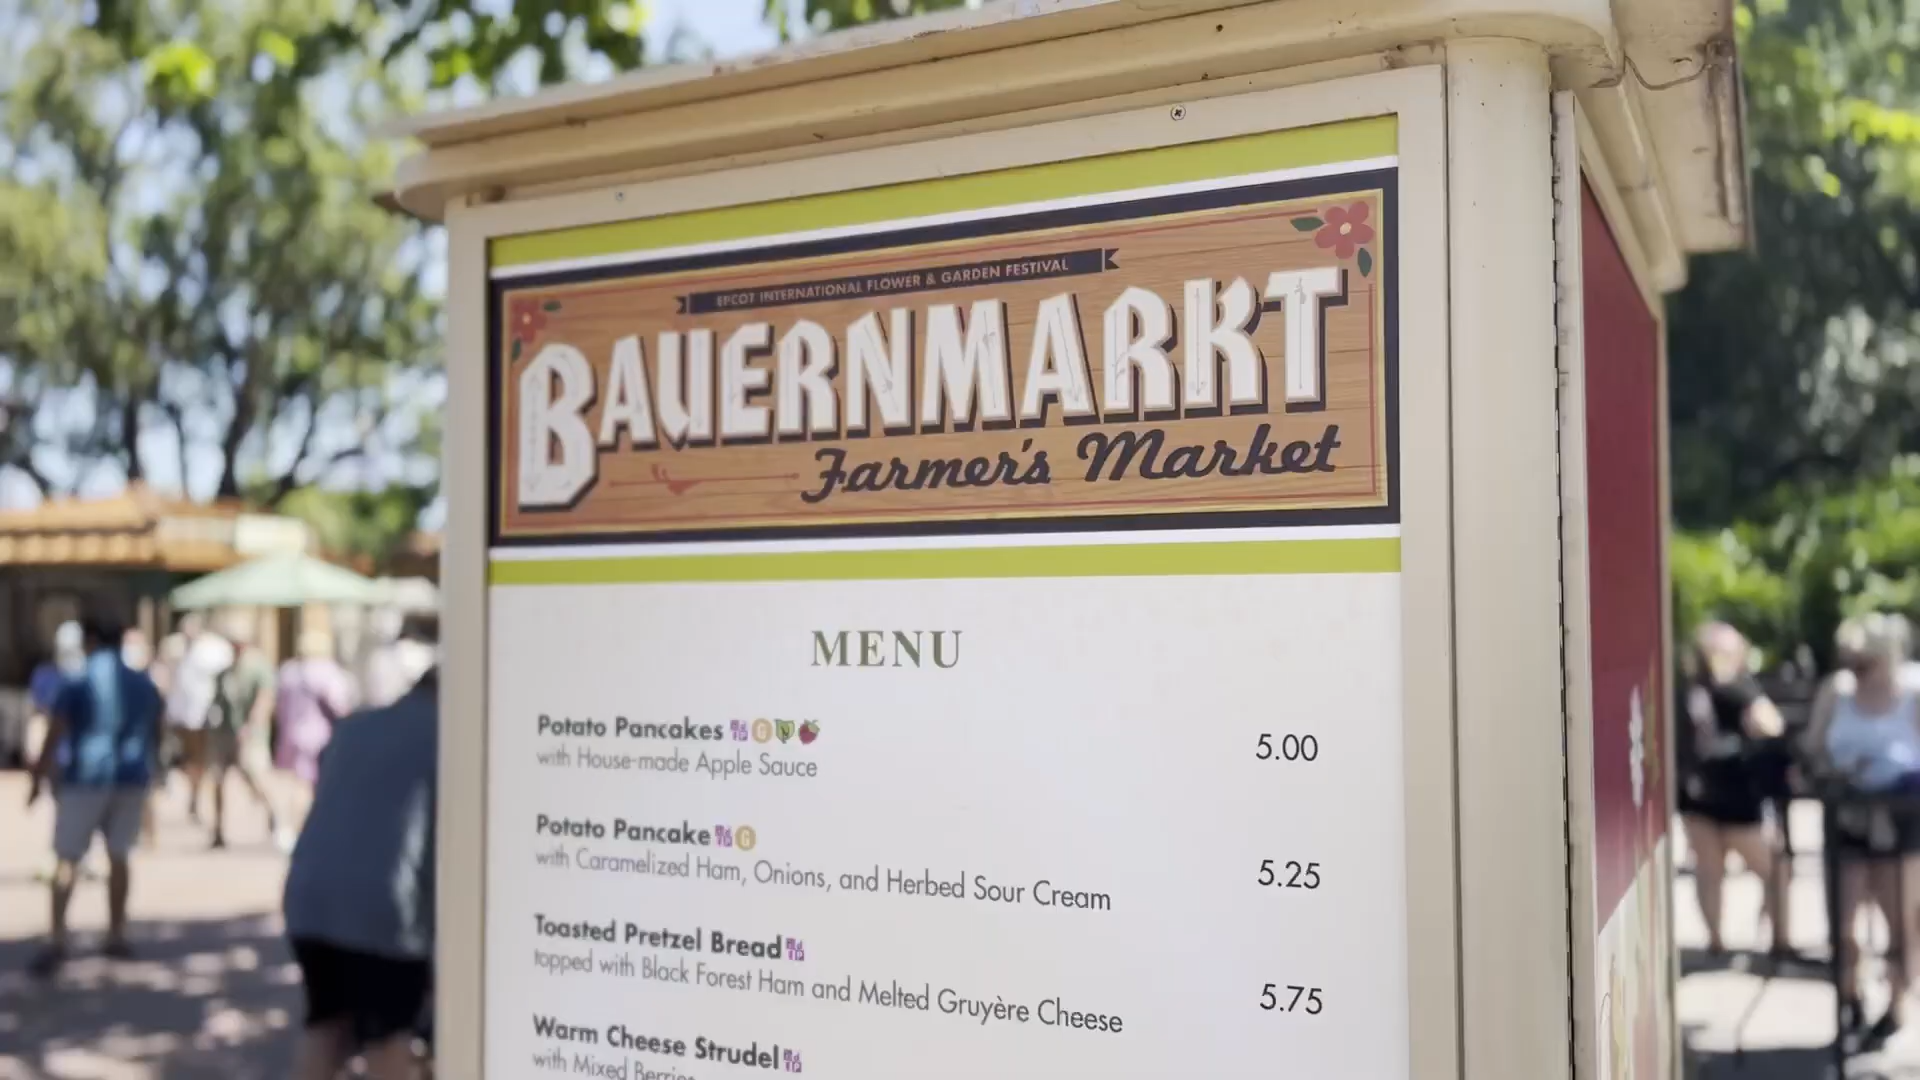 EPCOT INTERNATIONAL FLOWER & GARDEN FESTIVAL
BAUERNMARKT
Farmer's Market
MENU
Potato Pancakes G 5.00
with House-made Apple Sauce
Potato Pancake G 5.25
with Caramelized Ham, Onions, and Herbed Sour Cream
Toasted Pretzel Bread 5.75
topped with Black Forest Ham and Melted Gruyère Cheese
Warm Cheese Strudel
with Mixed Berries